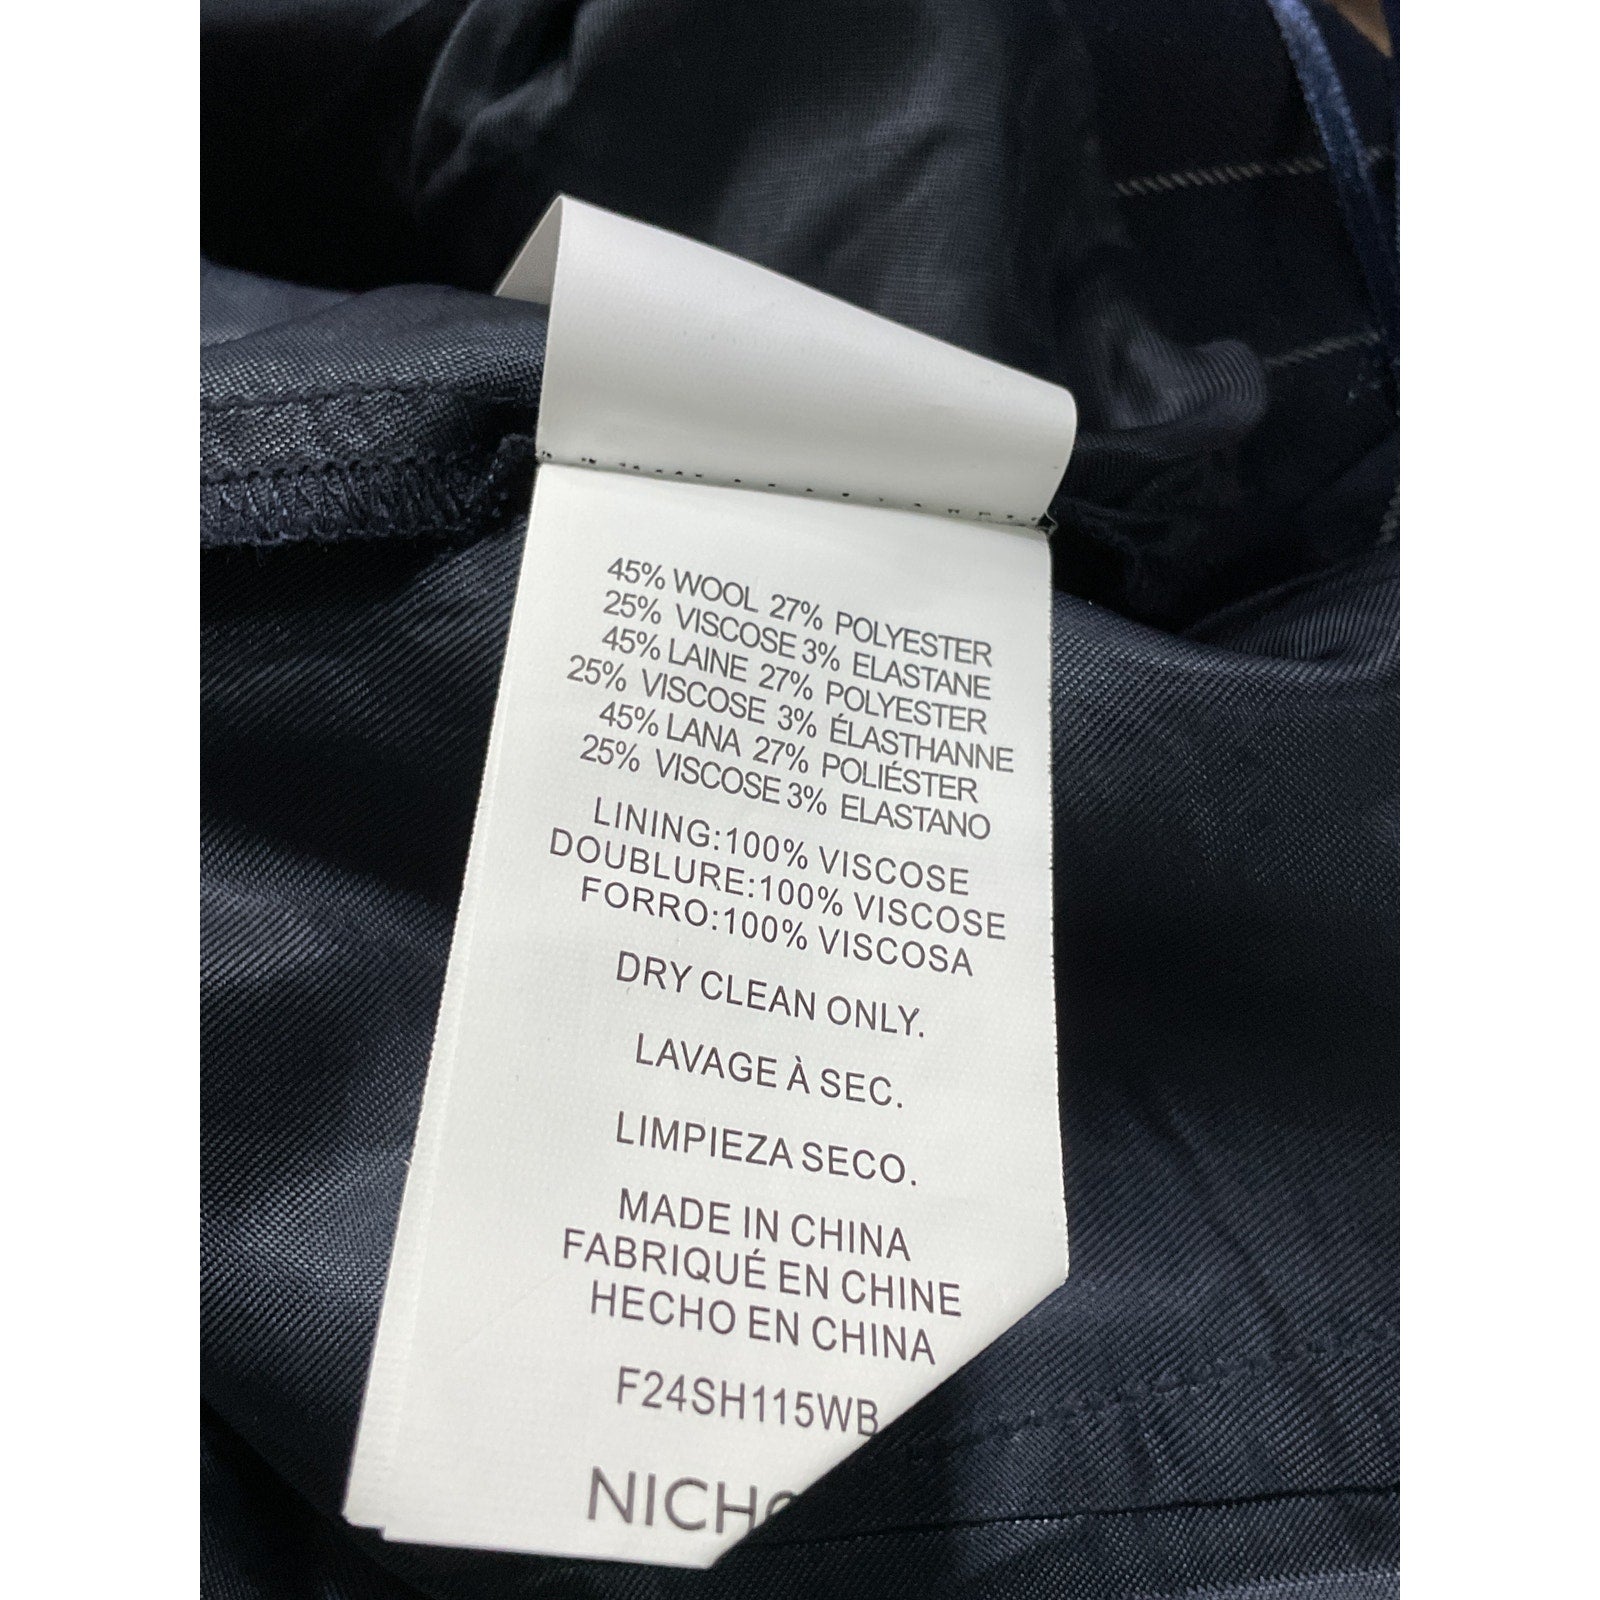 45% WOOL 27% POLYESTER
25% VISCOSE 3% ELASTANE
45% LAINE 27% POLYESTER
25% VISCOSE 3% ÉLASTHANNE
45% LANA 27% POLIÉSTER
25% VISCOSE 3% ELASTANO
LINING:100% VISCOSE
DOUBLURE:100% VISCOSE
FORRO:100% VISCOSA
DRY CLEAN ONLY.
LAVAGE À SEC.
LIMPIEZA SECO.
MADE IN CHINA
FABRIQUÉ EN CHINE
HECHO EN CHINA
F24SH115WB